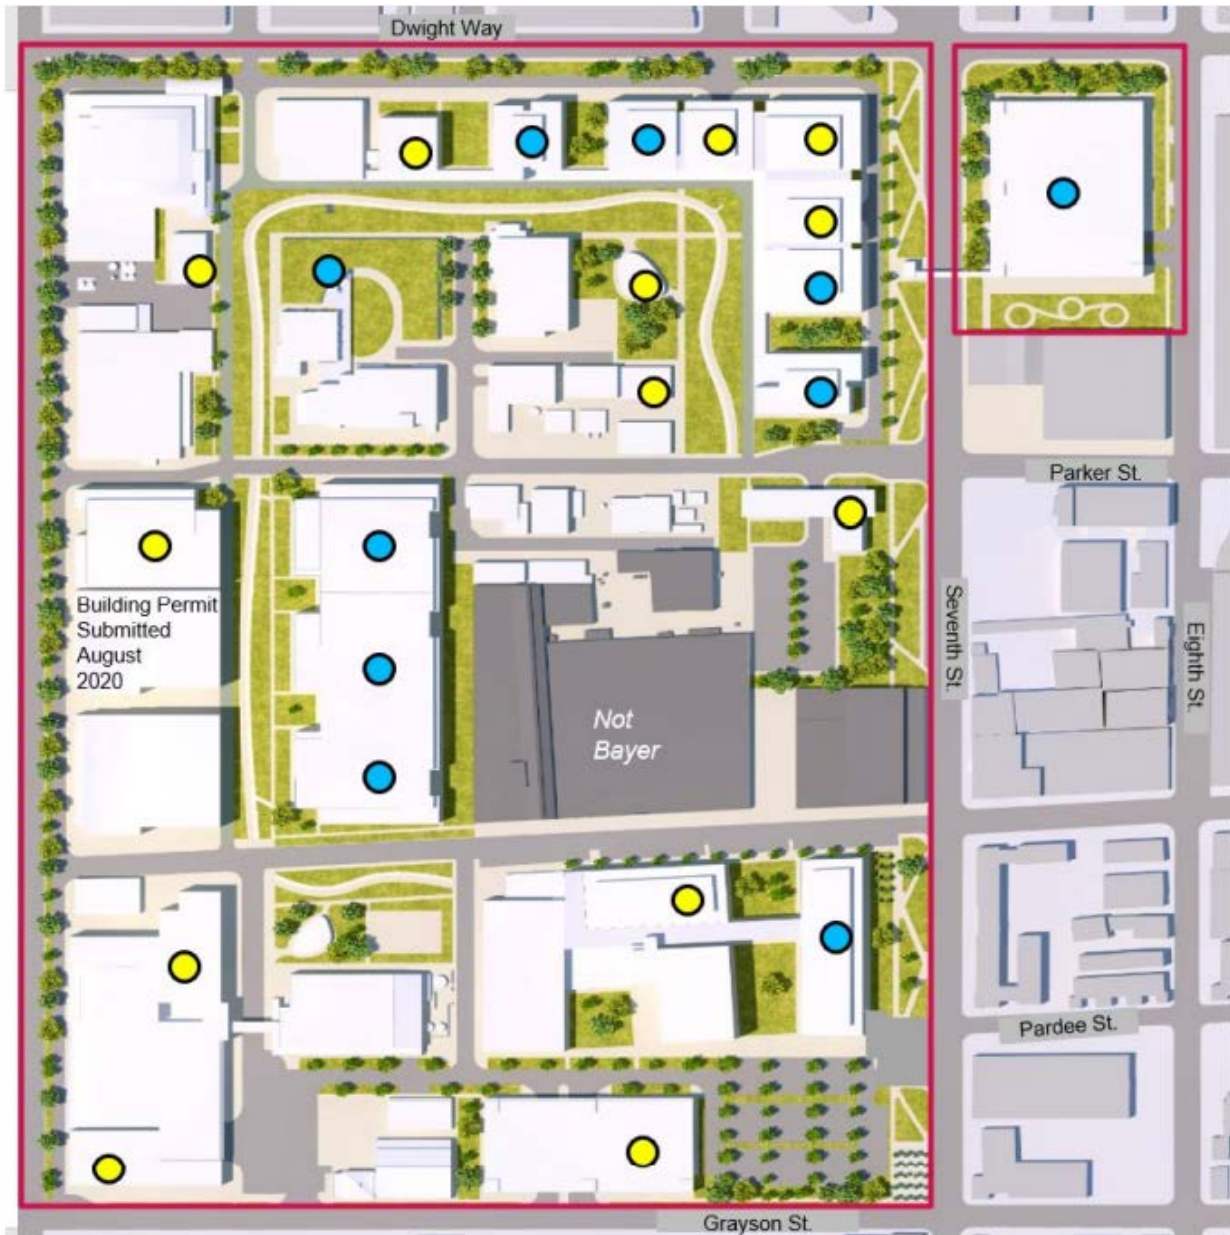 Dwight Way
Parker St.
Building Permit
Submitted
August
2020
Seventh St.
Eighth St.
Not
Bayer
Pardee St.
Grayson St.